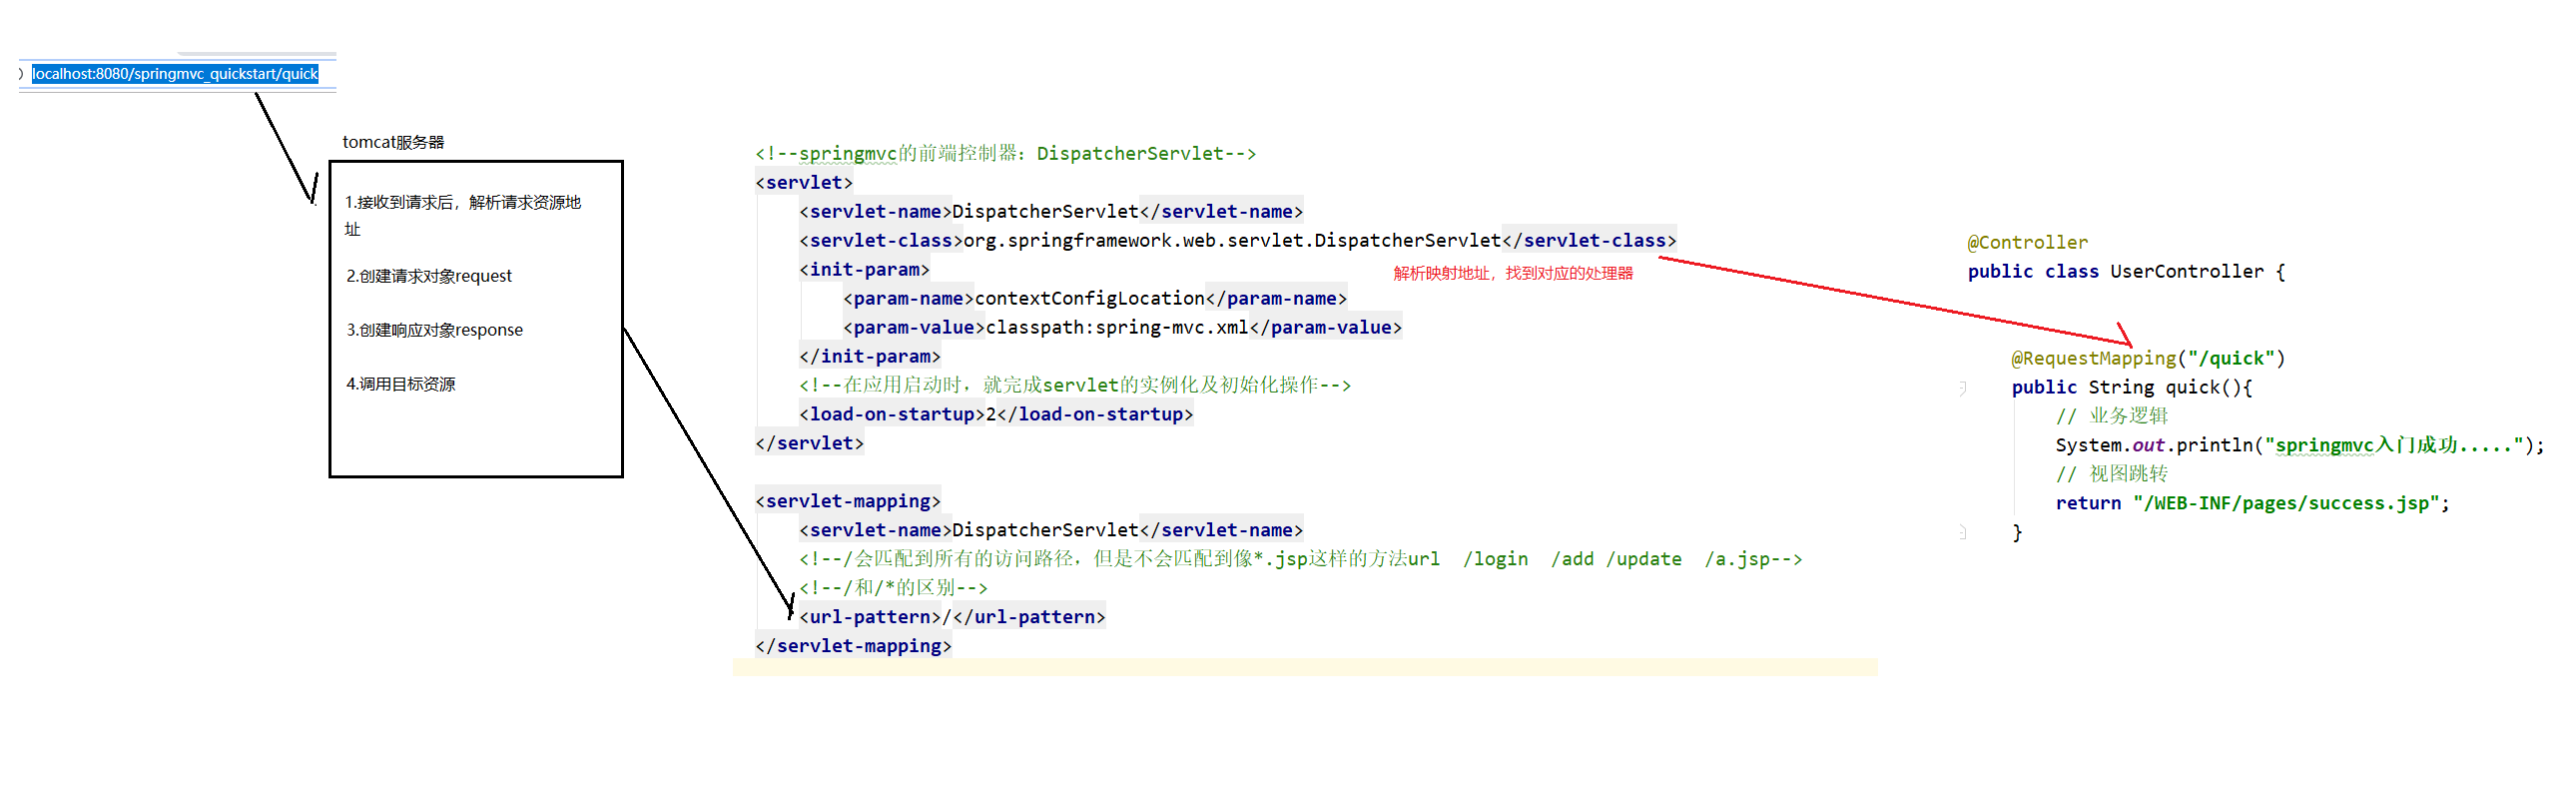 localhost:8080/springmvc_quickstart/quick
tomcat服务器
1.接收到请求后，解析请求资源地
址
2.创建请求对象request
3.创建响应对象response
4.调用目标资源
<!--springmvc的前端控制器：DispatcherServlet-->
<servlet>
<servlet-name>DispatcherServlet</servlet-name>
<servlet-class>org.springframework.web.servlet.DispatcherServlet</servlet-class>
<init-param>
<param-name>contextConfigLocation</param-name>
<param-value>classpath:spring-mvc.xml</param-value>
</init-param>
<!--在应用启动时，就完成servlet的实例化及初始化操作-->
<load-on-startup>2</load-on-startup>
</servlet>
<servlet-mapping>
<servlet-name>DispatcherServlet</servlet-name>
<!--/会匹配到所有的访问路径，但是不会匹配到像*.jsp这样的方法url  /login  /add /update  /a.jsp-->
<!--/和/*的区别-->
<url-pattern>/</url-pattern>
</servlet-mapping>
解析映射地址，找到对应的处理器
@Controller
public class UserController {
@RequestMapping("/quick")
public String quick(){
// 业务逻辑
System.out.println("springmvc入门成功.....");
// 视图跳转
return "/WEB-INF/pages/success.jsp";
}